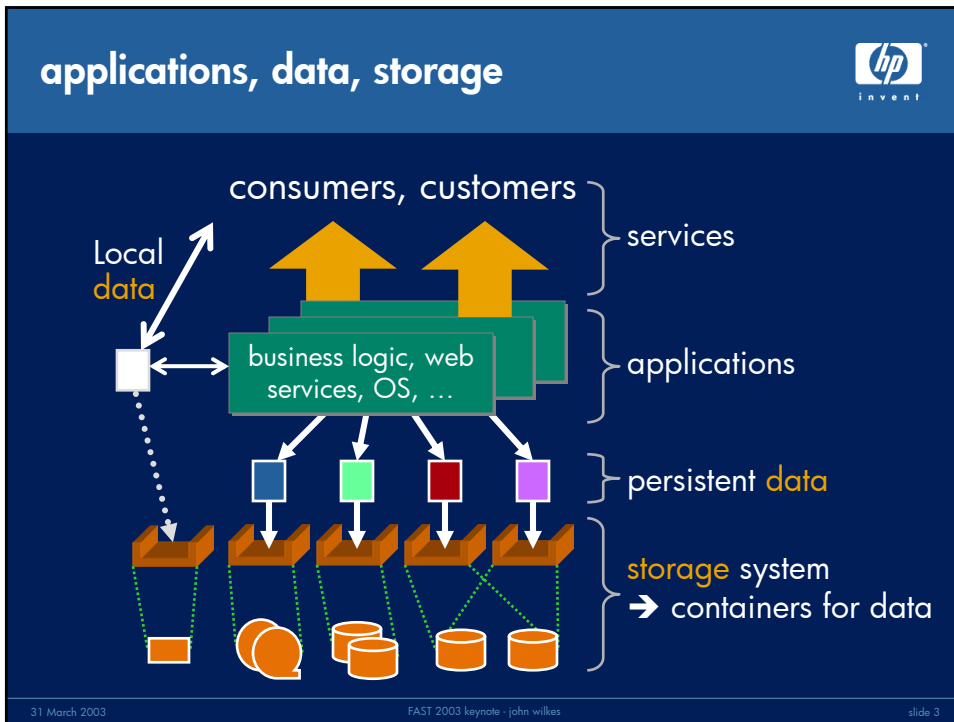 applications, data, storage
hp
invent
consumers, customers
services
Local
data
business logic, web
services, OS, …
applications
persistent data
storage system
➔ containers for data
31 March 2003
FAST 2003 keynote - john wilkes
slide 3